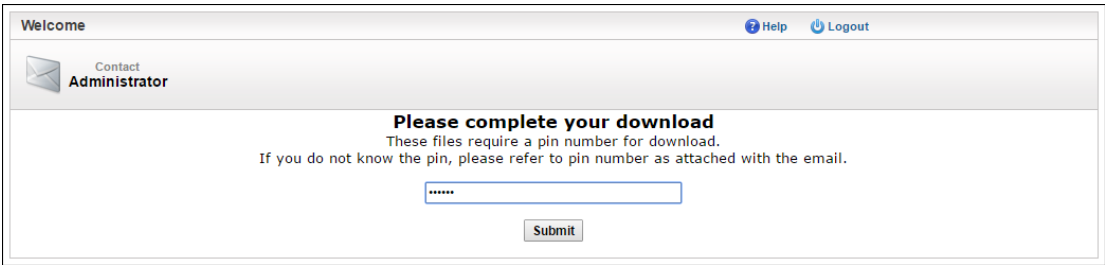 Welcome
Help
Logout
Contact
Administrator
Please complete your download
These files require a pin number for download.
If you do not know the pin, please refer to pin number as attached with the email.
••••••
Submit